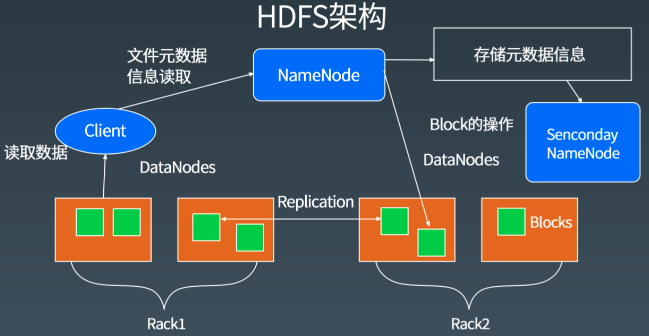 HDFS架构
文件元数据
信息读取
NameNode
存储元数据信息
Client
Block的操作
Senconday
NameNode
读取数据
DataNodes
DataNodes
Replication
Blocks
Rack1
Rack2